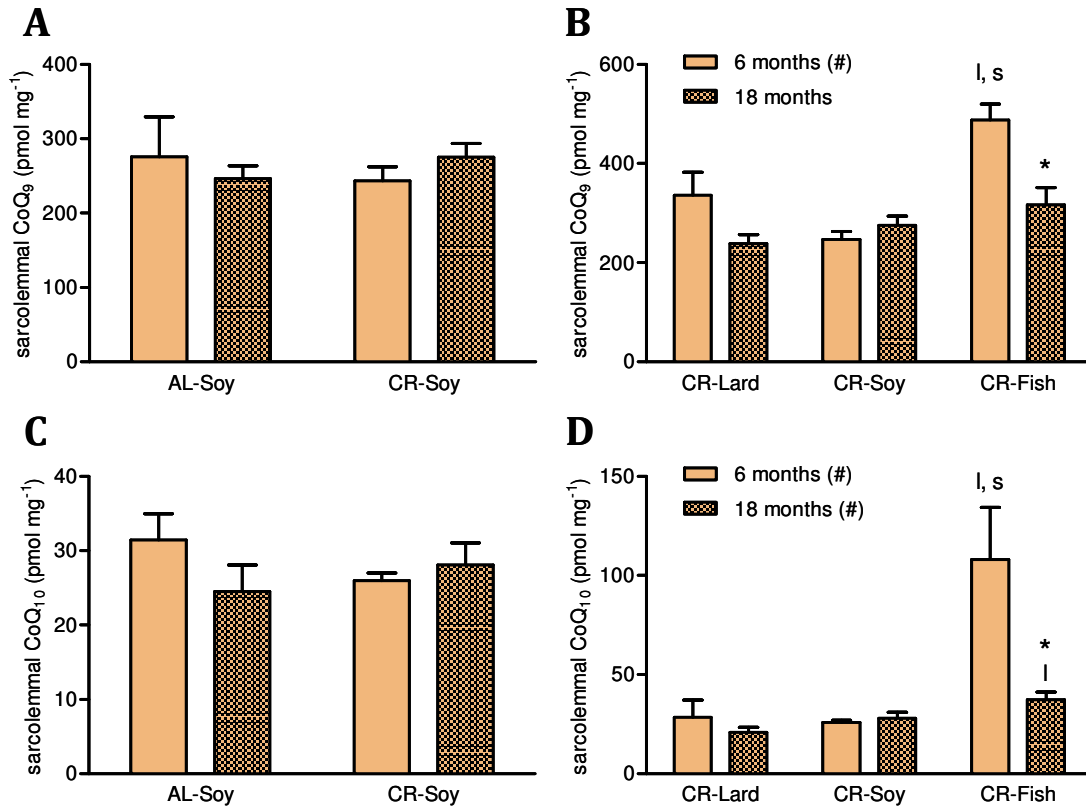 A
sarcolemmal CoQ9 (pmol mg-1)
400
300
200
100
0
AL-Soy CR-Soy
B
sarcolemmal CoQ9 (pmol mg-1)
600
400
200
0
6 months (#)
18 months
l, s
*
CR-Lard CR-Soy CR-Fish
C
sarcolemmal CoQ10 (pmol mg-1)
40
30
20
10
0
AL-Soy CR-Soy
D
sarcolemmal CoQ10 (pmol mg-1)
150
100
50
0
6 months (#)
18 months (#)
l, s
*
l
CR-Lard CR-Soy CR-Fish